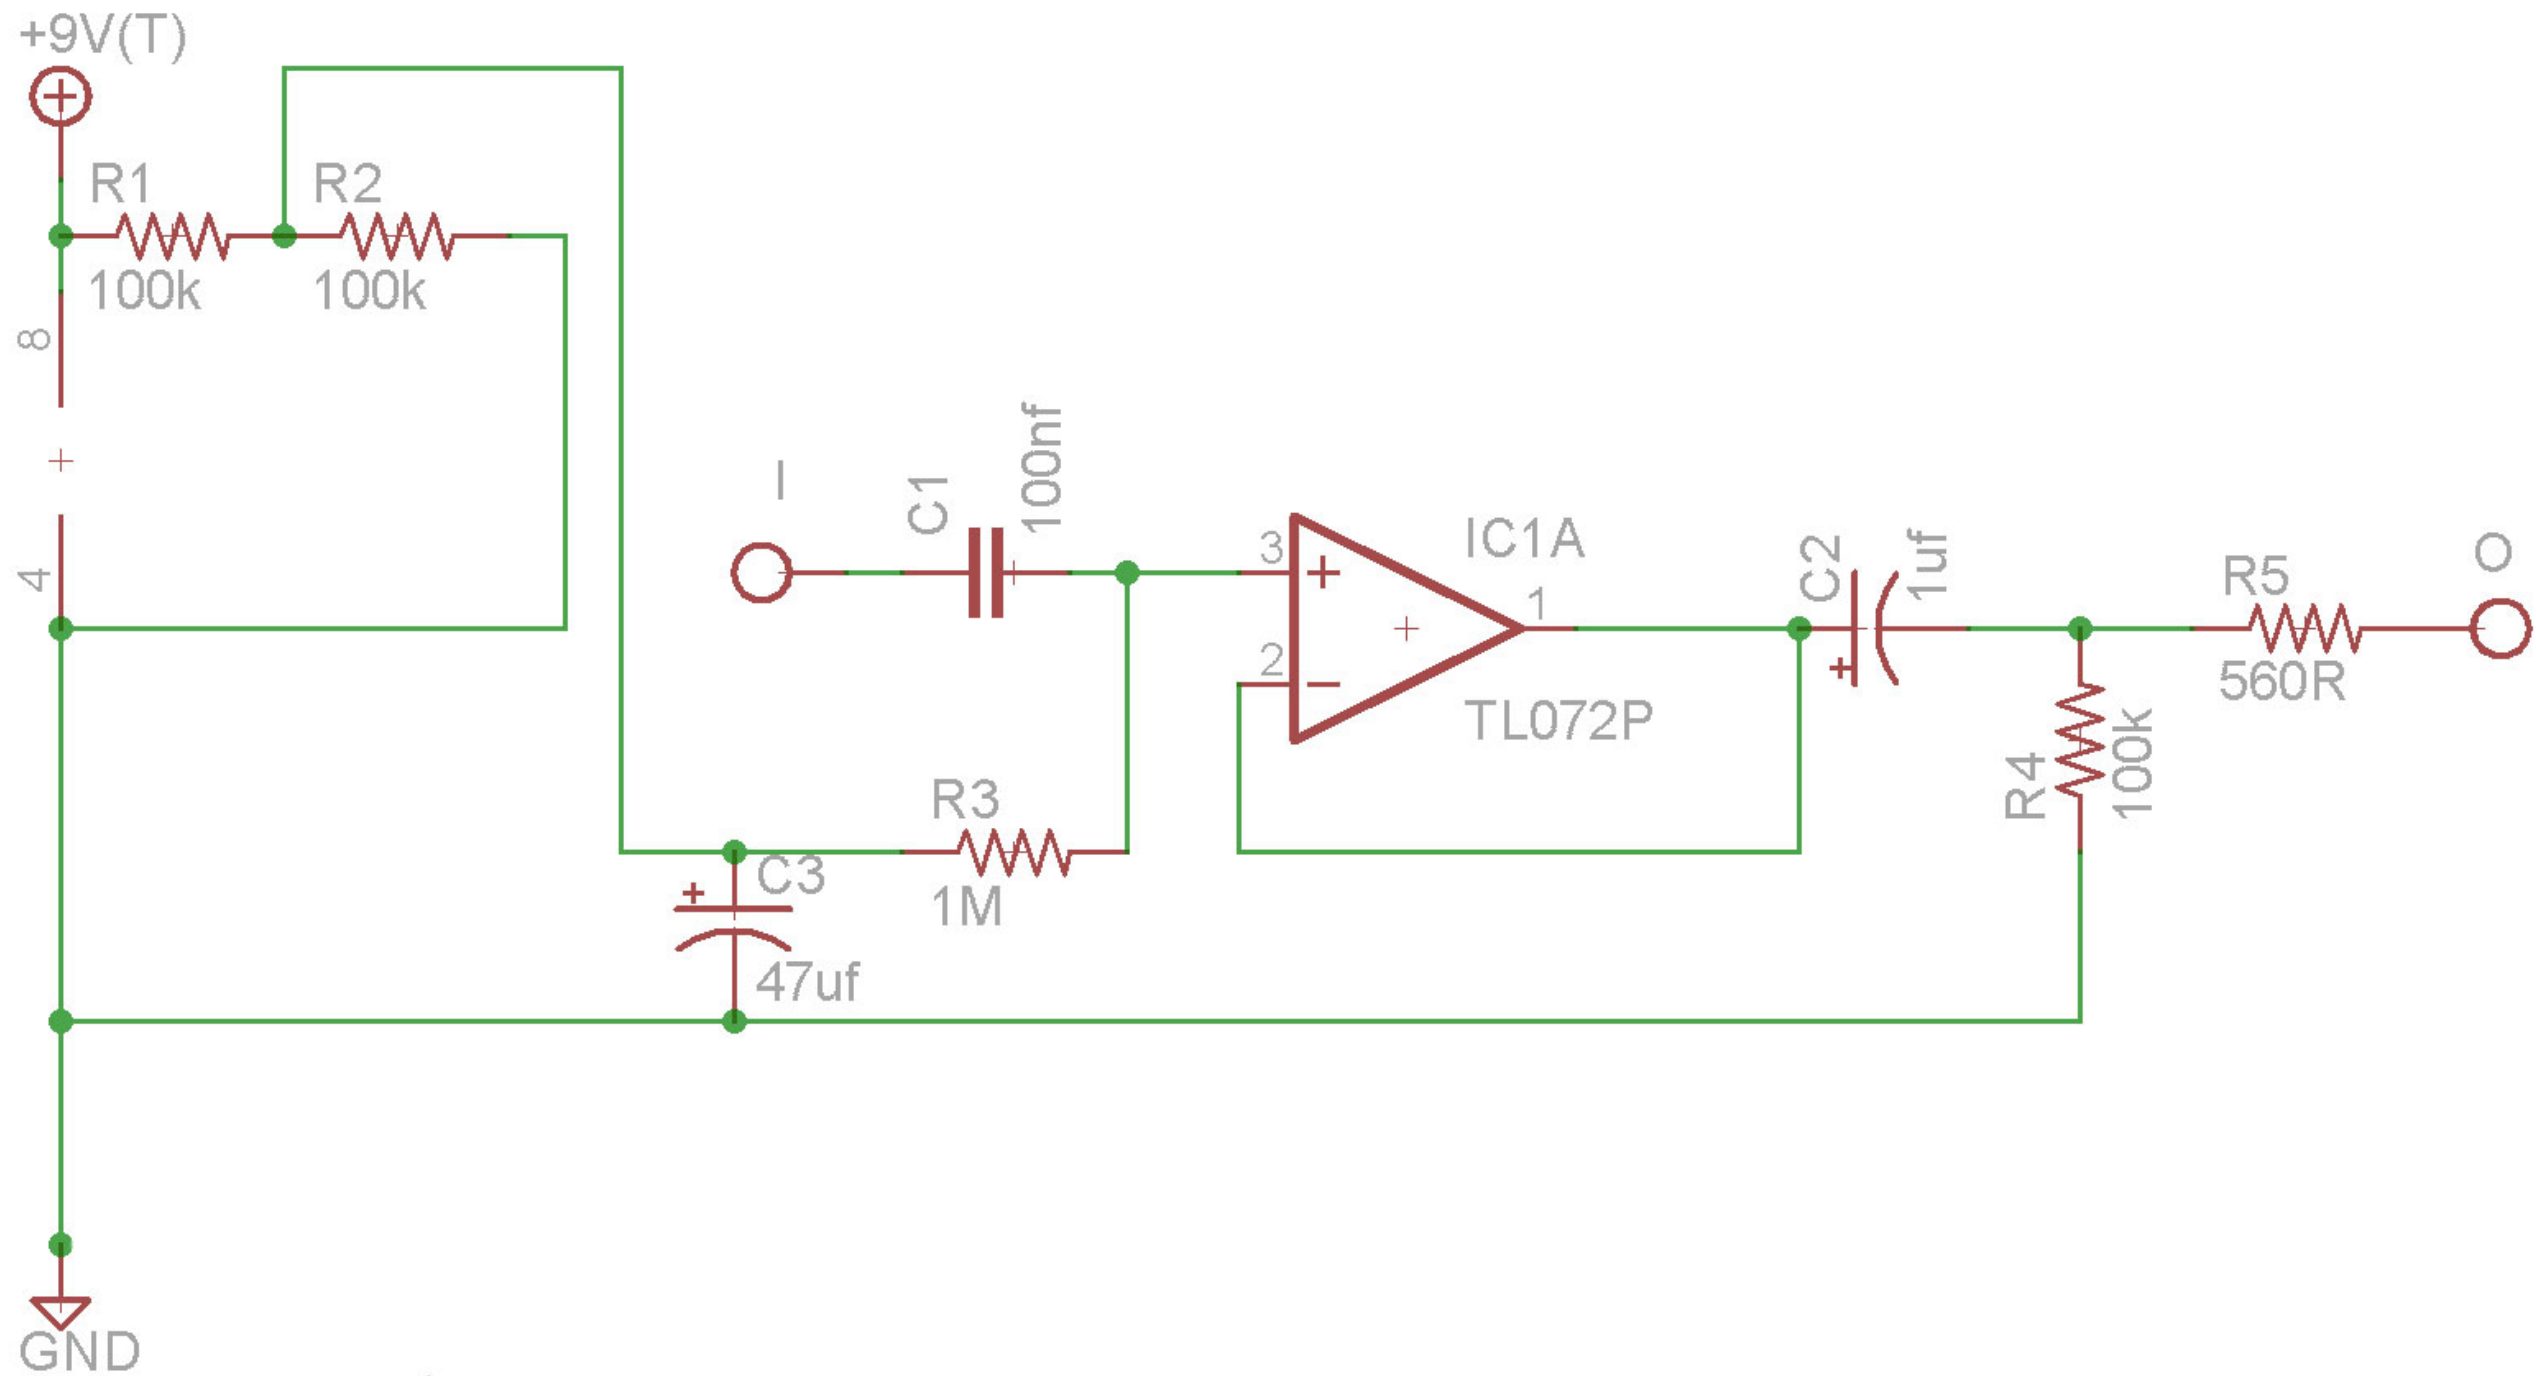 +9V(T)
R1
R2
100k
100k
8
4
I
C1
100nf
3
2
1
IC1A
TL072P
C2
1uf
R5
560R
O
R4
100k
R3
1M
C3
47uf
GND